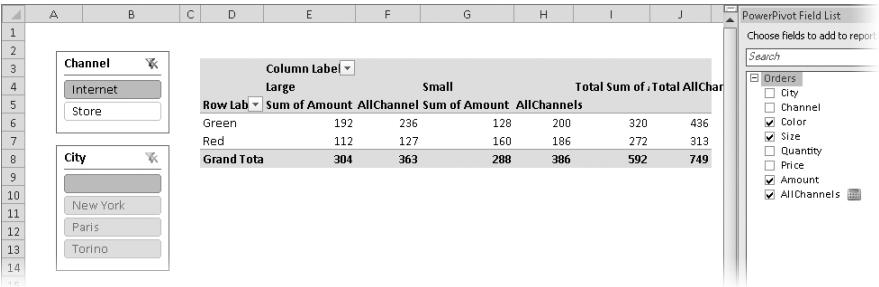 A B C D E F G H I J
PowerPivot Field List
1
Choose fields to add to report
2
Search
3 Channel Column Label
4 Internet Large Small Total Sum of Total AllChar
Orders
5 Store Row Lab Sum of Amount AllChannel Sum of Amount AllChannels
City
6 Green 192 236 128 200 320 436
Channel
7 Red 112 127 160 186 272 313
Color
8 City Grand Tota 304 363 288 386 592 749
Size
9
Quantity
10 New York
Price
11
Amount
12 Paris
AllChannels
13 Torino
14
15